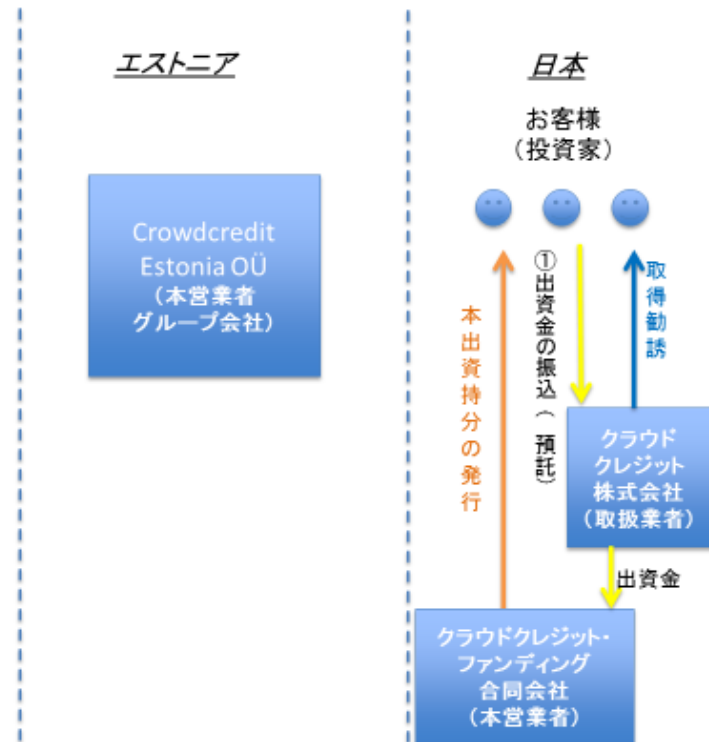 エストニア
日本
お客様
(投資家)
Crowdcredit
Estonia OÜ
(本営業者
グループ会社)
本出資持分の発行
①出資金の振込(預託)
取得勧誘
クラウド
クレジット
株式会社
(取扱業者)
出資金
クラウドクレジット・
ファンディング
合同会社
(本営業者)